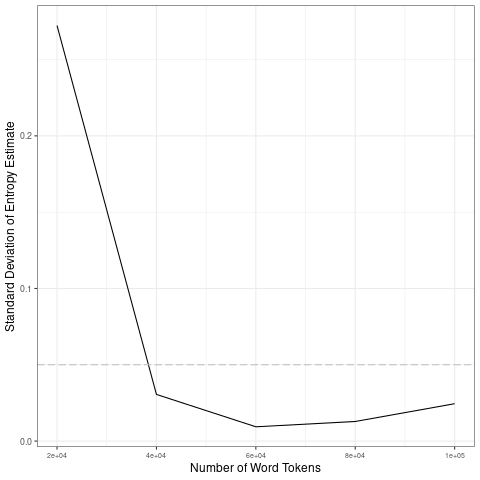 Standard Deviation of Entropy Estimate
0.2
0.1
0.0
2e+04 4e+04 6e+04 8e+04 1e+05
Number of Word Tokens